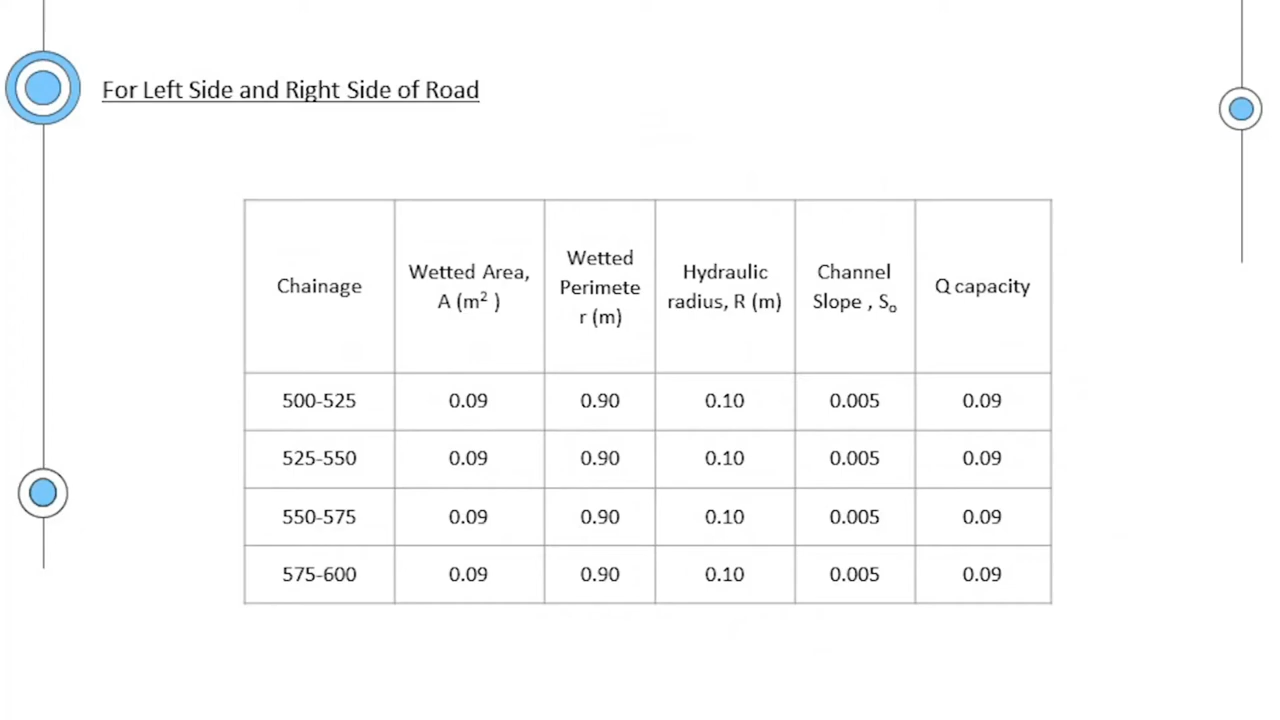 For Left Side and Right Side of Road
Chainage
Wetted Area,
A (m²)
Wetted
Perimete
r (m)
Hydraulic
radius, R (m)
Channel
Slope , Sₒ
Q capacity
500-525 0.09 0.90 0.10 0.005 0.09
525-550 0.09 0.90 0.10 0.005 0.09
550-575 0.09 0.90 0.10 0.005 0.09
575-600 0.09 0.90 0.10 0.005 0.09